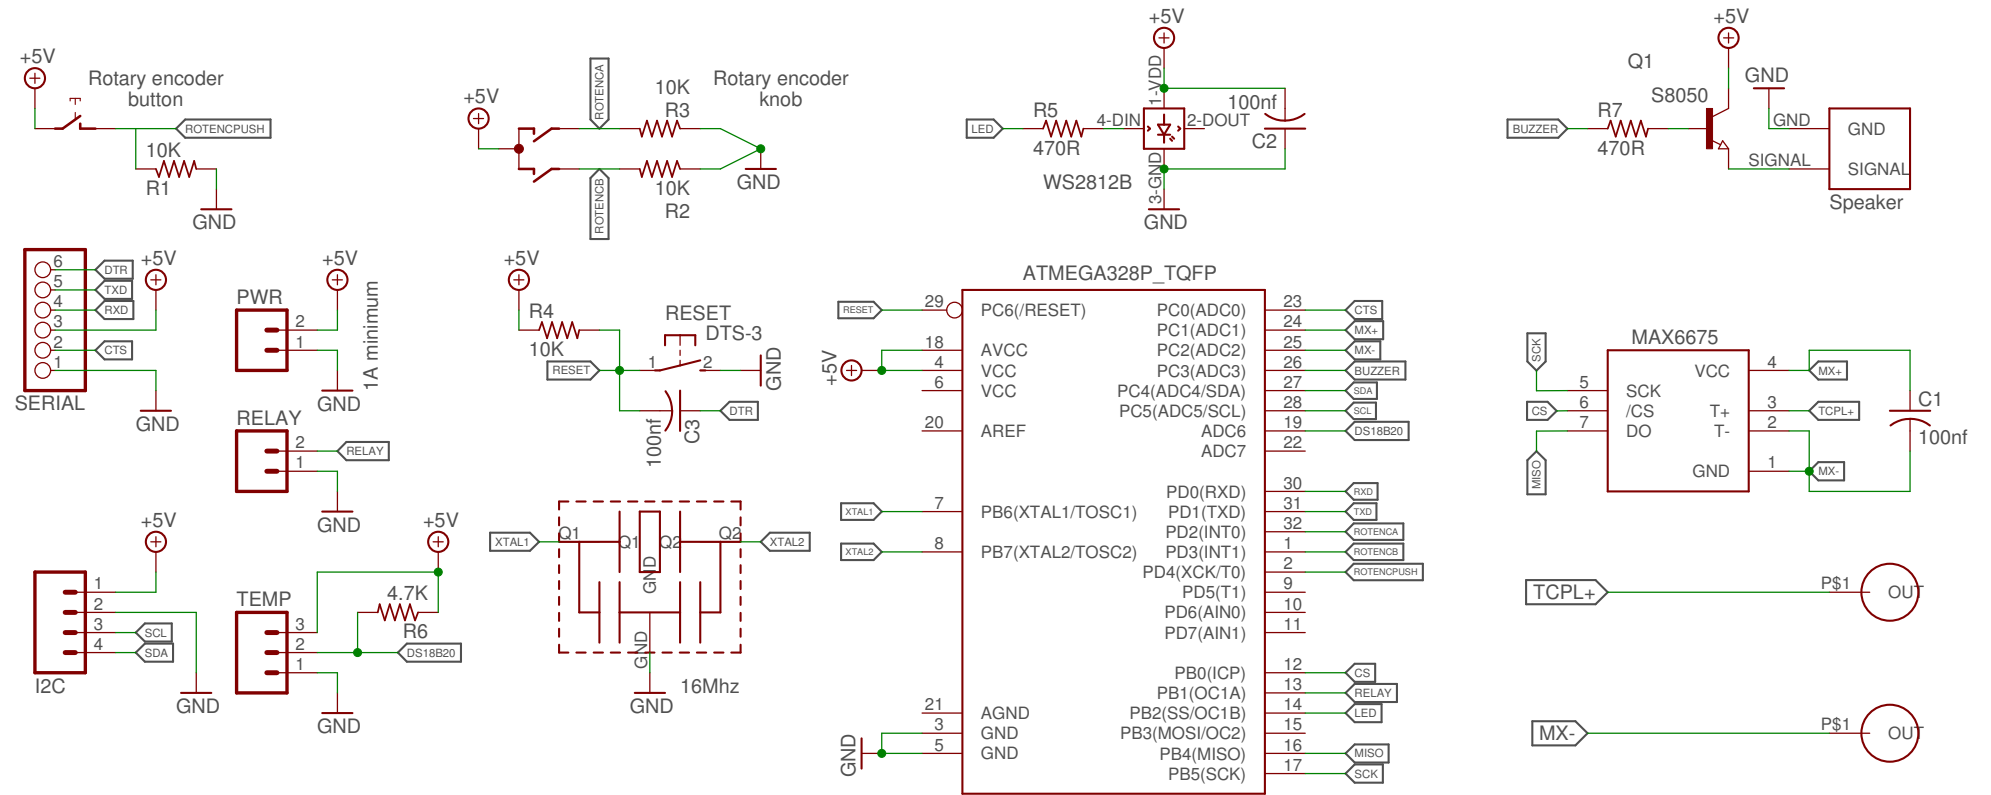 +5V
Rotary encoder
button
ROTENCPUSH
10K
R1
GND
+5V
ROTENCA
ROTENCB
10K
R3
10K
R2
Rotary encoder
knob
GND
+5V
1-VDD
LED
R5
470R
4-DIN
2-DOUT
100nf
C2
WS2812B
3-GND
GND
+5V
Q1
S8050
BUZZER
R7
470R
GND
GND
GND
SIGNAL
SIGNAL
Speaker
6
5
4
3
2
1
DTR
TXD
RXD
CTS
+5V
SERIAL
GND
PWR
+5V
2
1
GND
1A minimum
RELAY
2
1
RELAY
GND
+5V
R4
10K
RESET
RESET
DTS-3
1
2
GND
100nf
C3
DTR
+5V
1
2
3
4
SCL
SDA
I2C
GND
+5V
TEMP
3
2
1
4.7K
R6
DS18B20
GND
XTAL1
Q1
Q1
GND
Q2
Q2
XTAL2
GND
16Mhz
GND
ATMEGA328P_TQFP
RESET
29
PC6(/RESET)
+5V
18
AVCC
4
VCC
6
VCC
20
AREF
XTAL1
7
PB6(XTAL1/TOSC1)
XTAL2
8
PB7(XTAL2/TOSC2)
21
AGND
3
GND
5
GND
GND
PC0(ADC0)
23
CTS
PC1(ADC1)
24
MX+
PC2(ADC2)
25
MX-
PC3(ADC3)
26
BUZZER
PC4(ADC4/SDA)
27
SDA
PC5(ADC5/SCL)
28
SCL
ADC6
19
DS18B20
ADC7
22
PD0(RXD)
30
RXD
PD1(TXD)
31
TXD
PD2(INT0)
32
ROTENCA
PD3(INT1)
1
ROTENCB
PD4(XCK/T0)
2
ROTENCPUSH
PD5(T1)
9
PD6(AIN0)
10
PD7(AIN1)
11
PB0(ICP)
12
CS
PB1(OC1A)
13
RELAY
PB2(SS/OC1B)
14
LED
PB3(MOSI/OC2)
15
PB4(MISO)
16
MISO
PB5(SCK)
17
SCK
MAX6675
SCK
5
SCK
CS
6
/CS
7
DO
MISO
VCC
4
MX+
T+
3
TCPL+
T-
2
GND
1
MX-
C1
100nf
TCPL+
P$1
OUT
MX-
P$1
OUT